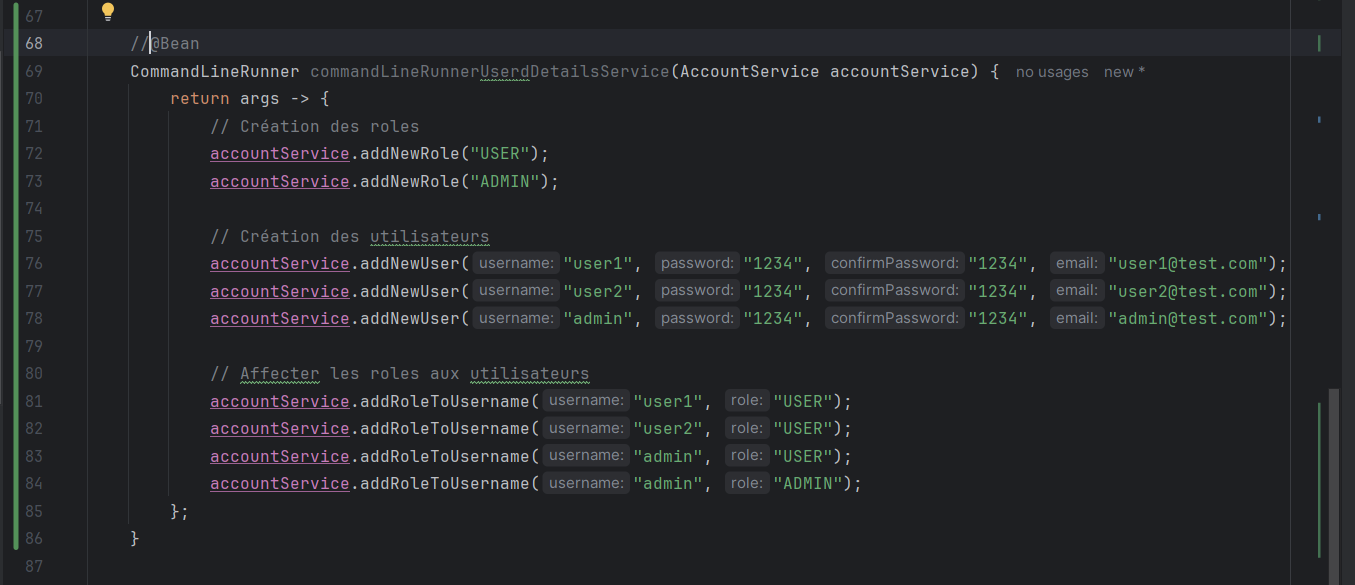 67
68 //@Bean
69 CommandLineRunner commandLineRunnerUserdDetailsService(AccountService accountService) { no usages new *
70 return args -> {
71 // Création des roles
72 accountService.addNewRole("USER");
73 accountService.addNewRole("ADMIN");
74
75 // Création des utilisateurs
76 accountService.addNewUser( username: "user1", password: "1234", confirmPassword: "1234", email: "user1@test.com");
77 accountService.addNewUser( username: "user2", password: "1234", confirmPassword: "1234", email: "user2@test.com");
78 accountService.addNewUser( username: "admin", password: "1234", confirmPassword: "1234", email: "admin@test.com");
79
80 // Affecter les roles aux utilisateurs
81 accountService.addRoleToUsername( username: "user1", role: "USER");
82 accountService.addRoleToUsername( username: "user2", role: "USER");
83 accountService.addRoleToUsername( username: "admin", role: "USER");
84 accountService.addRoleToUsername( username: "admin", role: "ADMIN");
85 };
86 }
87